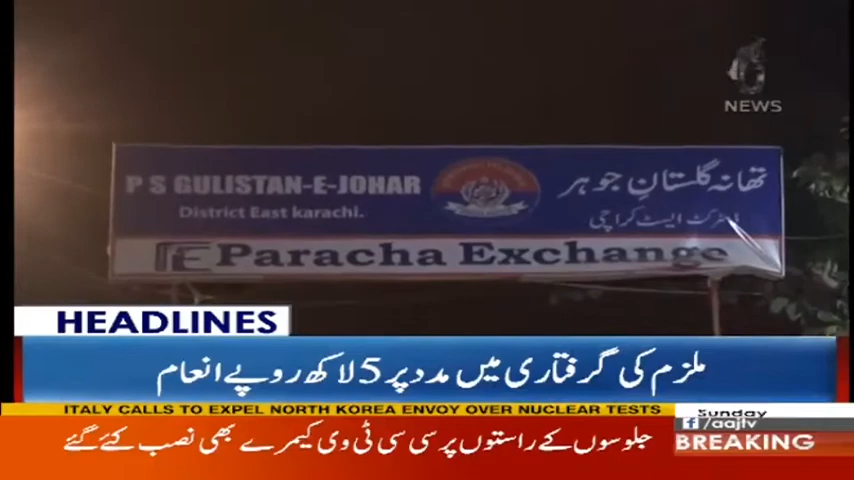 NEWS
P S GULISTAN-E-JOHAR
تھانہ گلستانِ جوہر
District East karachi.
ڈسٹرکٹ ایسٹ کراچی
Paracha Exchange
HEADLINES
ملزم کی گرفتاری میں مدد پر 5 لاکھ روپے انعام
ITALY CALLS TO EXPEL NORTH KOREA ENVOY OVER NUCLEAR TESTS
Sunday
f/aajtv
جلوسوں کے راستوں پر سی سی ٹی وی کیمرے بھی نصب کئے گئے
BREAKING